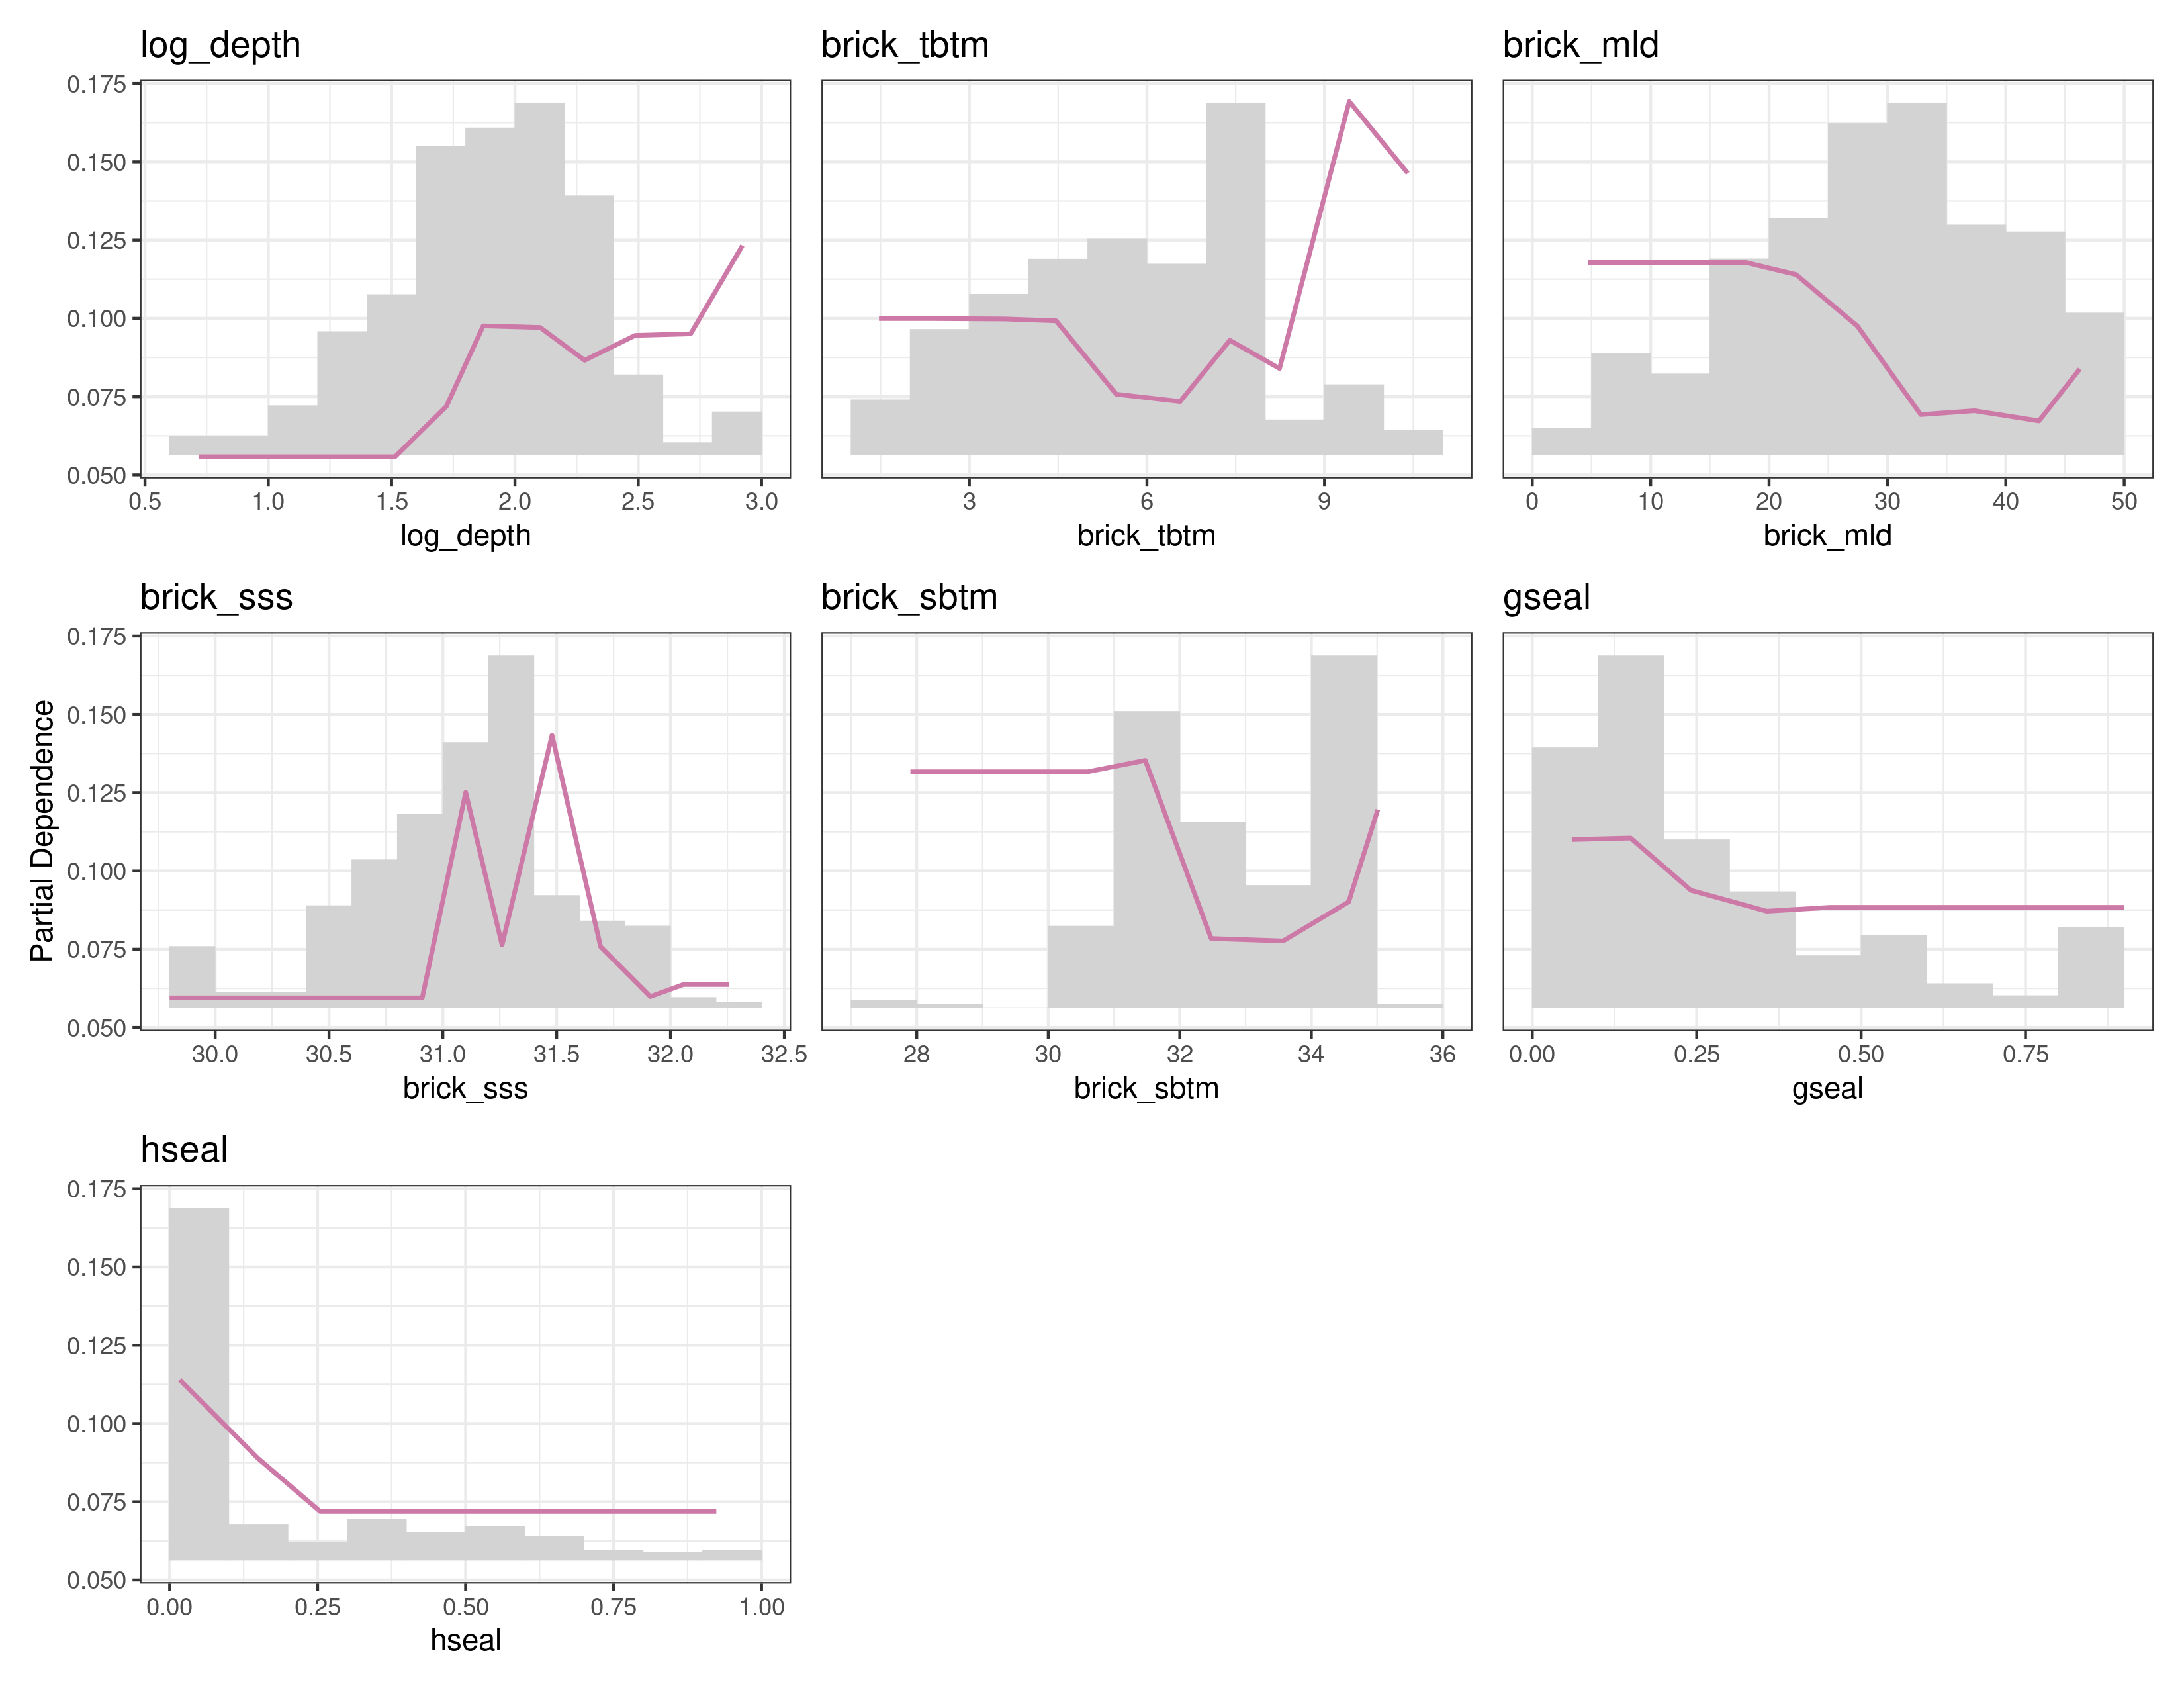 log_depth
brick_tbtm
brick_mld
0.175
0.150
0.125
0.100
0.075
0.050
0.5 1.0 1.5 2.0 2.5 3.0
3 6 9
0 10 20 30 40 50
log_depth
brick_tbtm
brick_mld
brick_sss
brick_sbtm
gseal
Partial Dependence
0.175
0.150
0.125
0.100
0.075
0.050
30.0 30.5 31.0 31.5 32.0 32.5
28 30 32 34 36
0.00 0.25 0.50 0.75
brick_sss
brick_sbtm
gseal
hseal
0.175
0.150
0.125
0.100
0.075
0.050
0.00 0.25 0.50 0.75 1.00
hseal